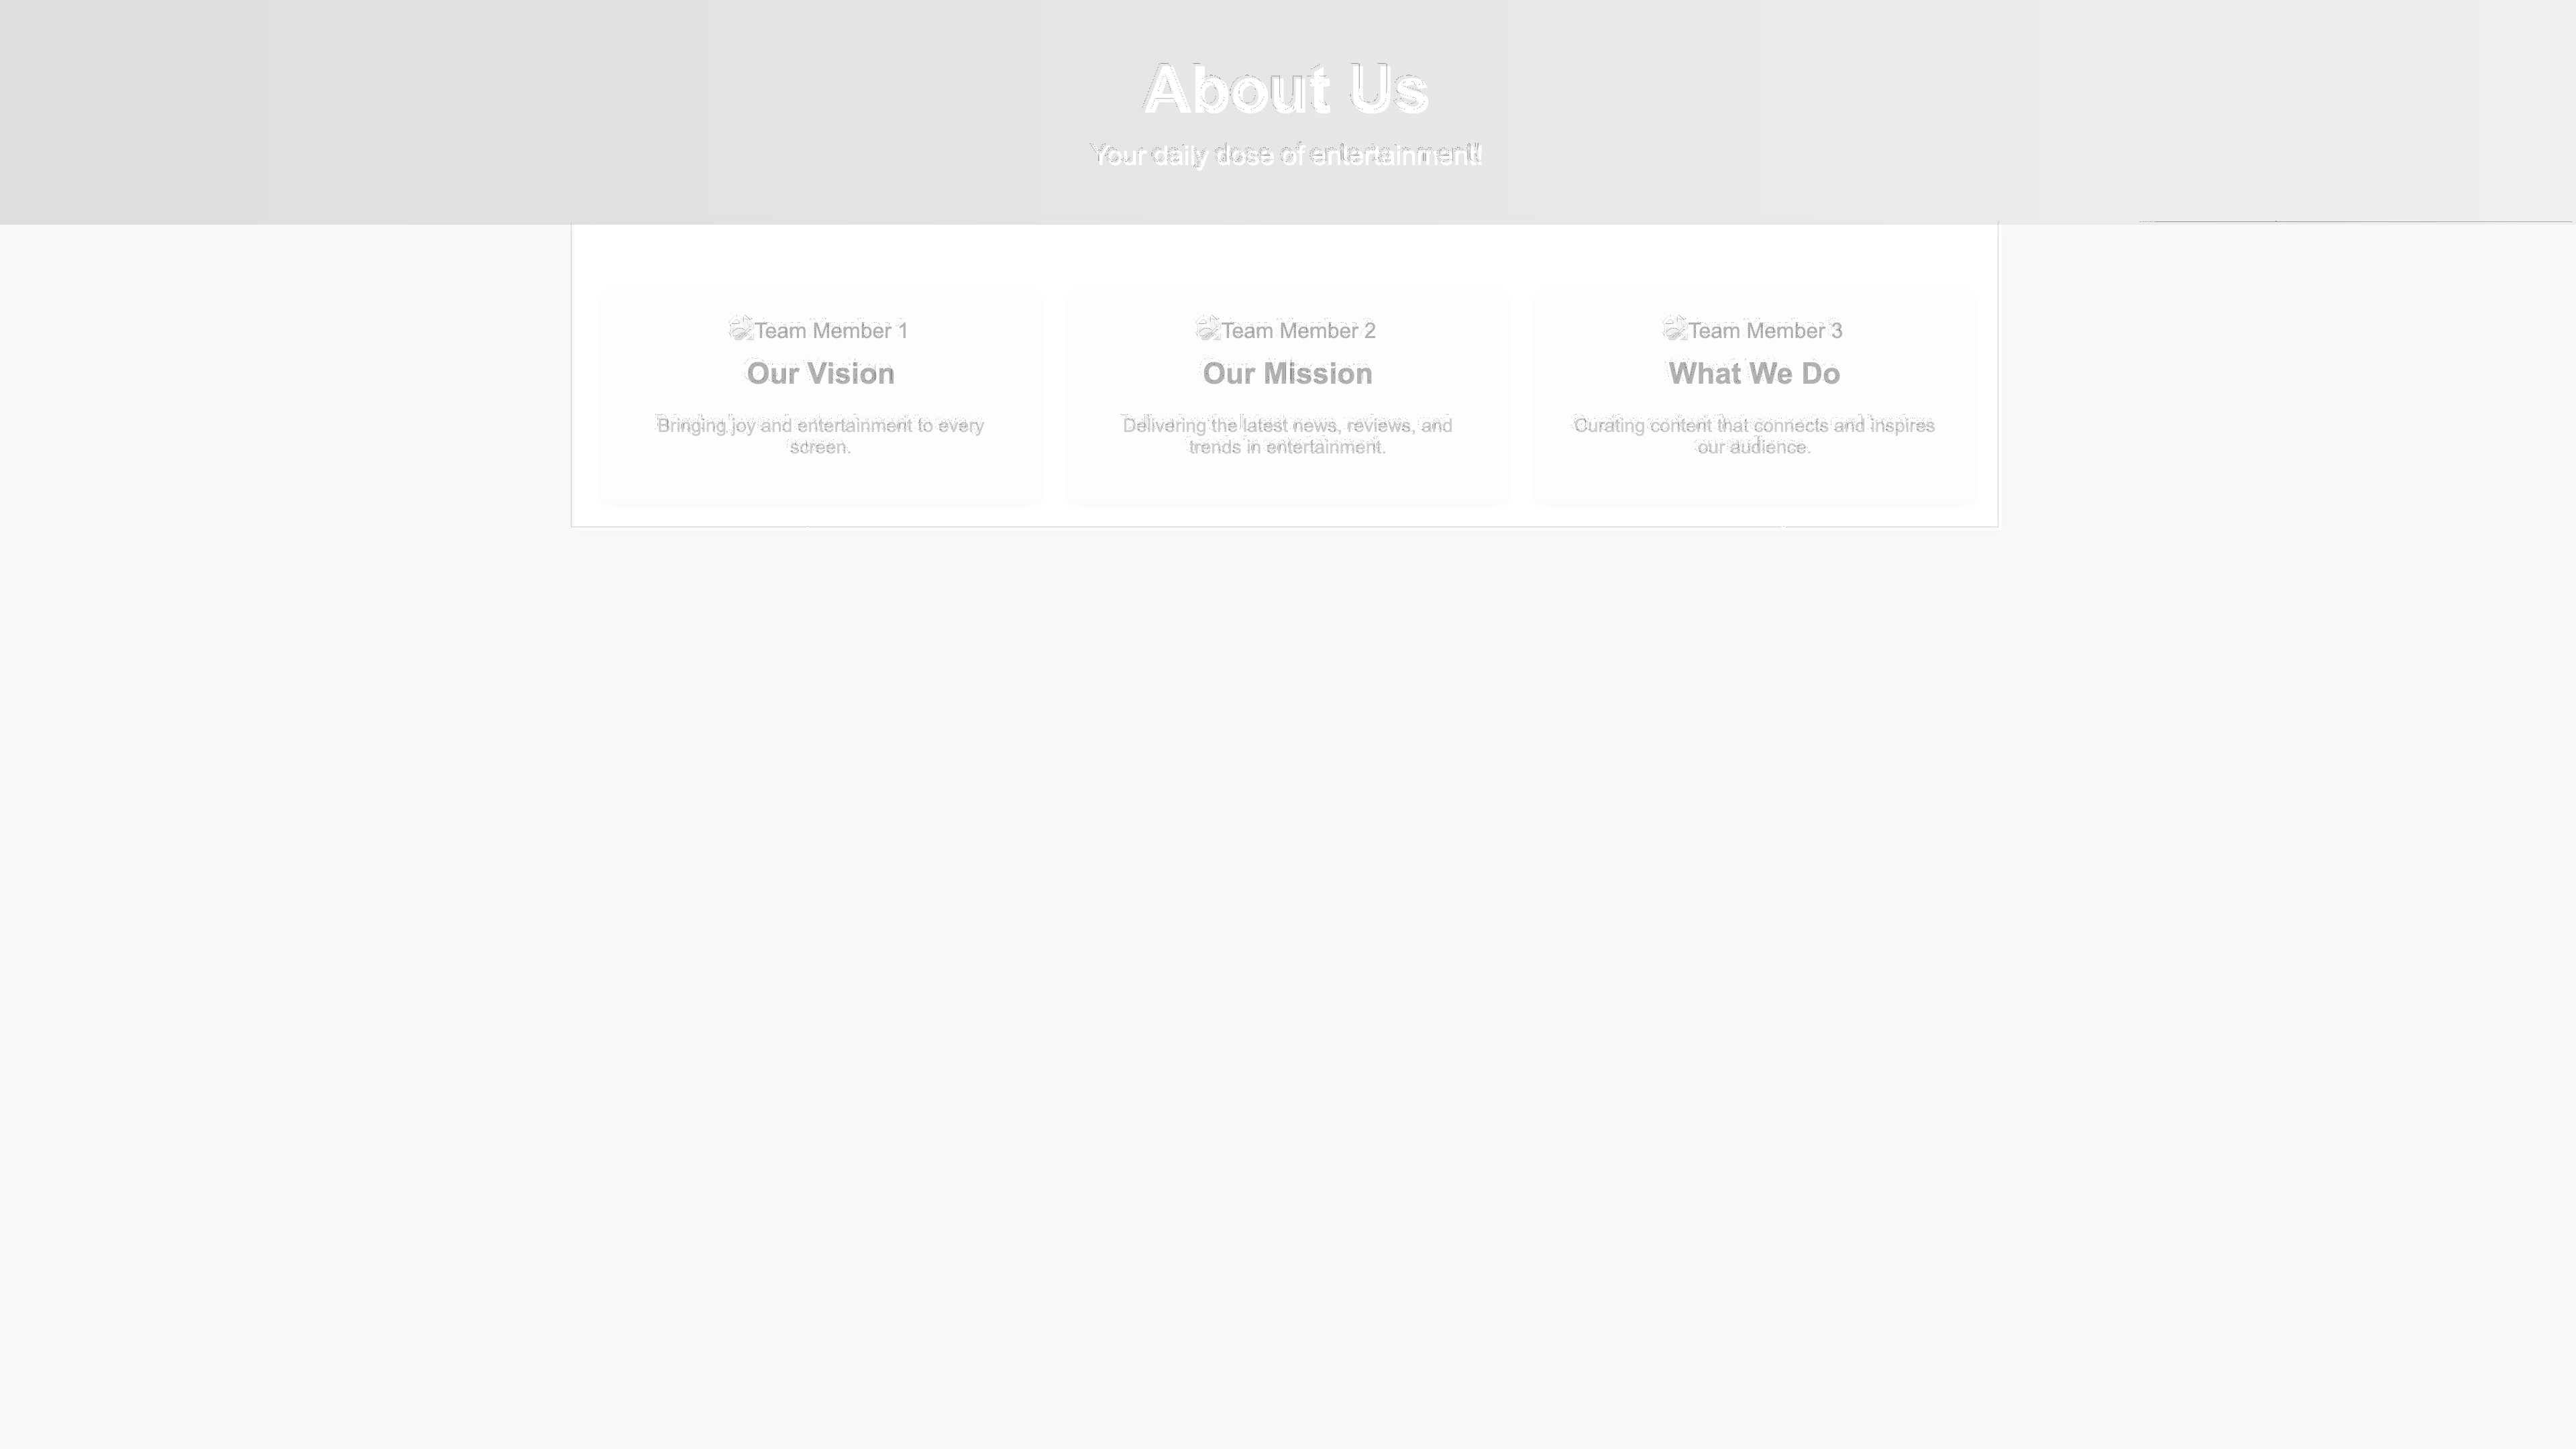 About Us
Your daily dose of entertainment!
Team Member 1
Our Vision
Bringing joy and entertainment to every
screen.
Team Member 2
Our Mission
Delivering the latest news, reviews, and
trends in entertainment.
Team Member 3
What We Do
Curating content that connects and inspires
our audience.